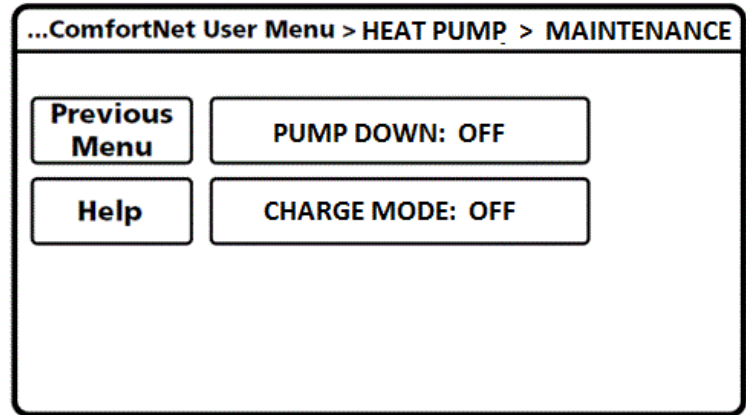 ...ComfortNet User Menu > HEAT PUMP > MAINTENANCE
Previous
Menu
PUMP DOWN: OFF
Help
CHARGE MODE: OFF